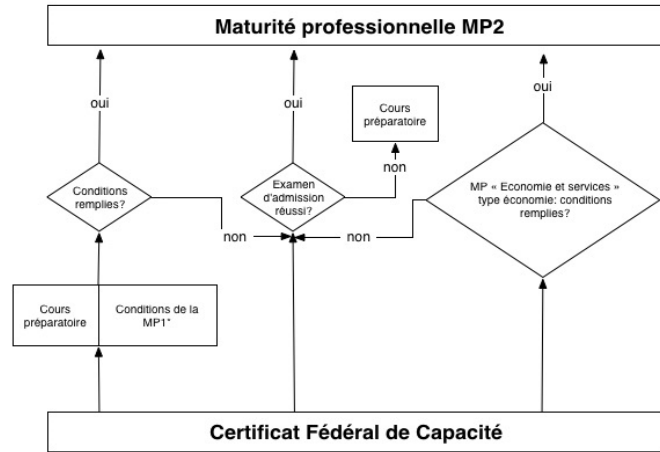 Maturité professionnelle MP2
oui
oui
oui
Cours
préparatoire
non
Conditions
remplies?
Examen
d'admission
réussi?
MP « Economie et services »
type économie: conditions
remplies?
non
non
Cours
préparatoire
Conditions de la
MP1*
Certificat Fédéral de Capacité